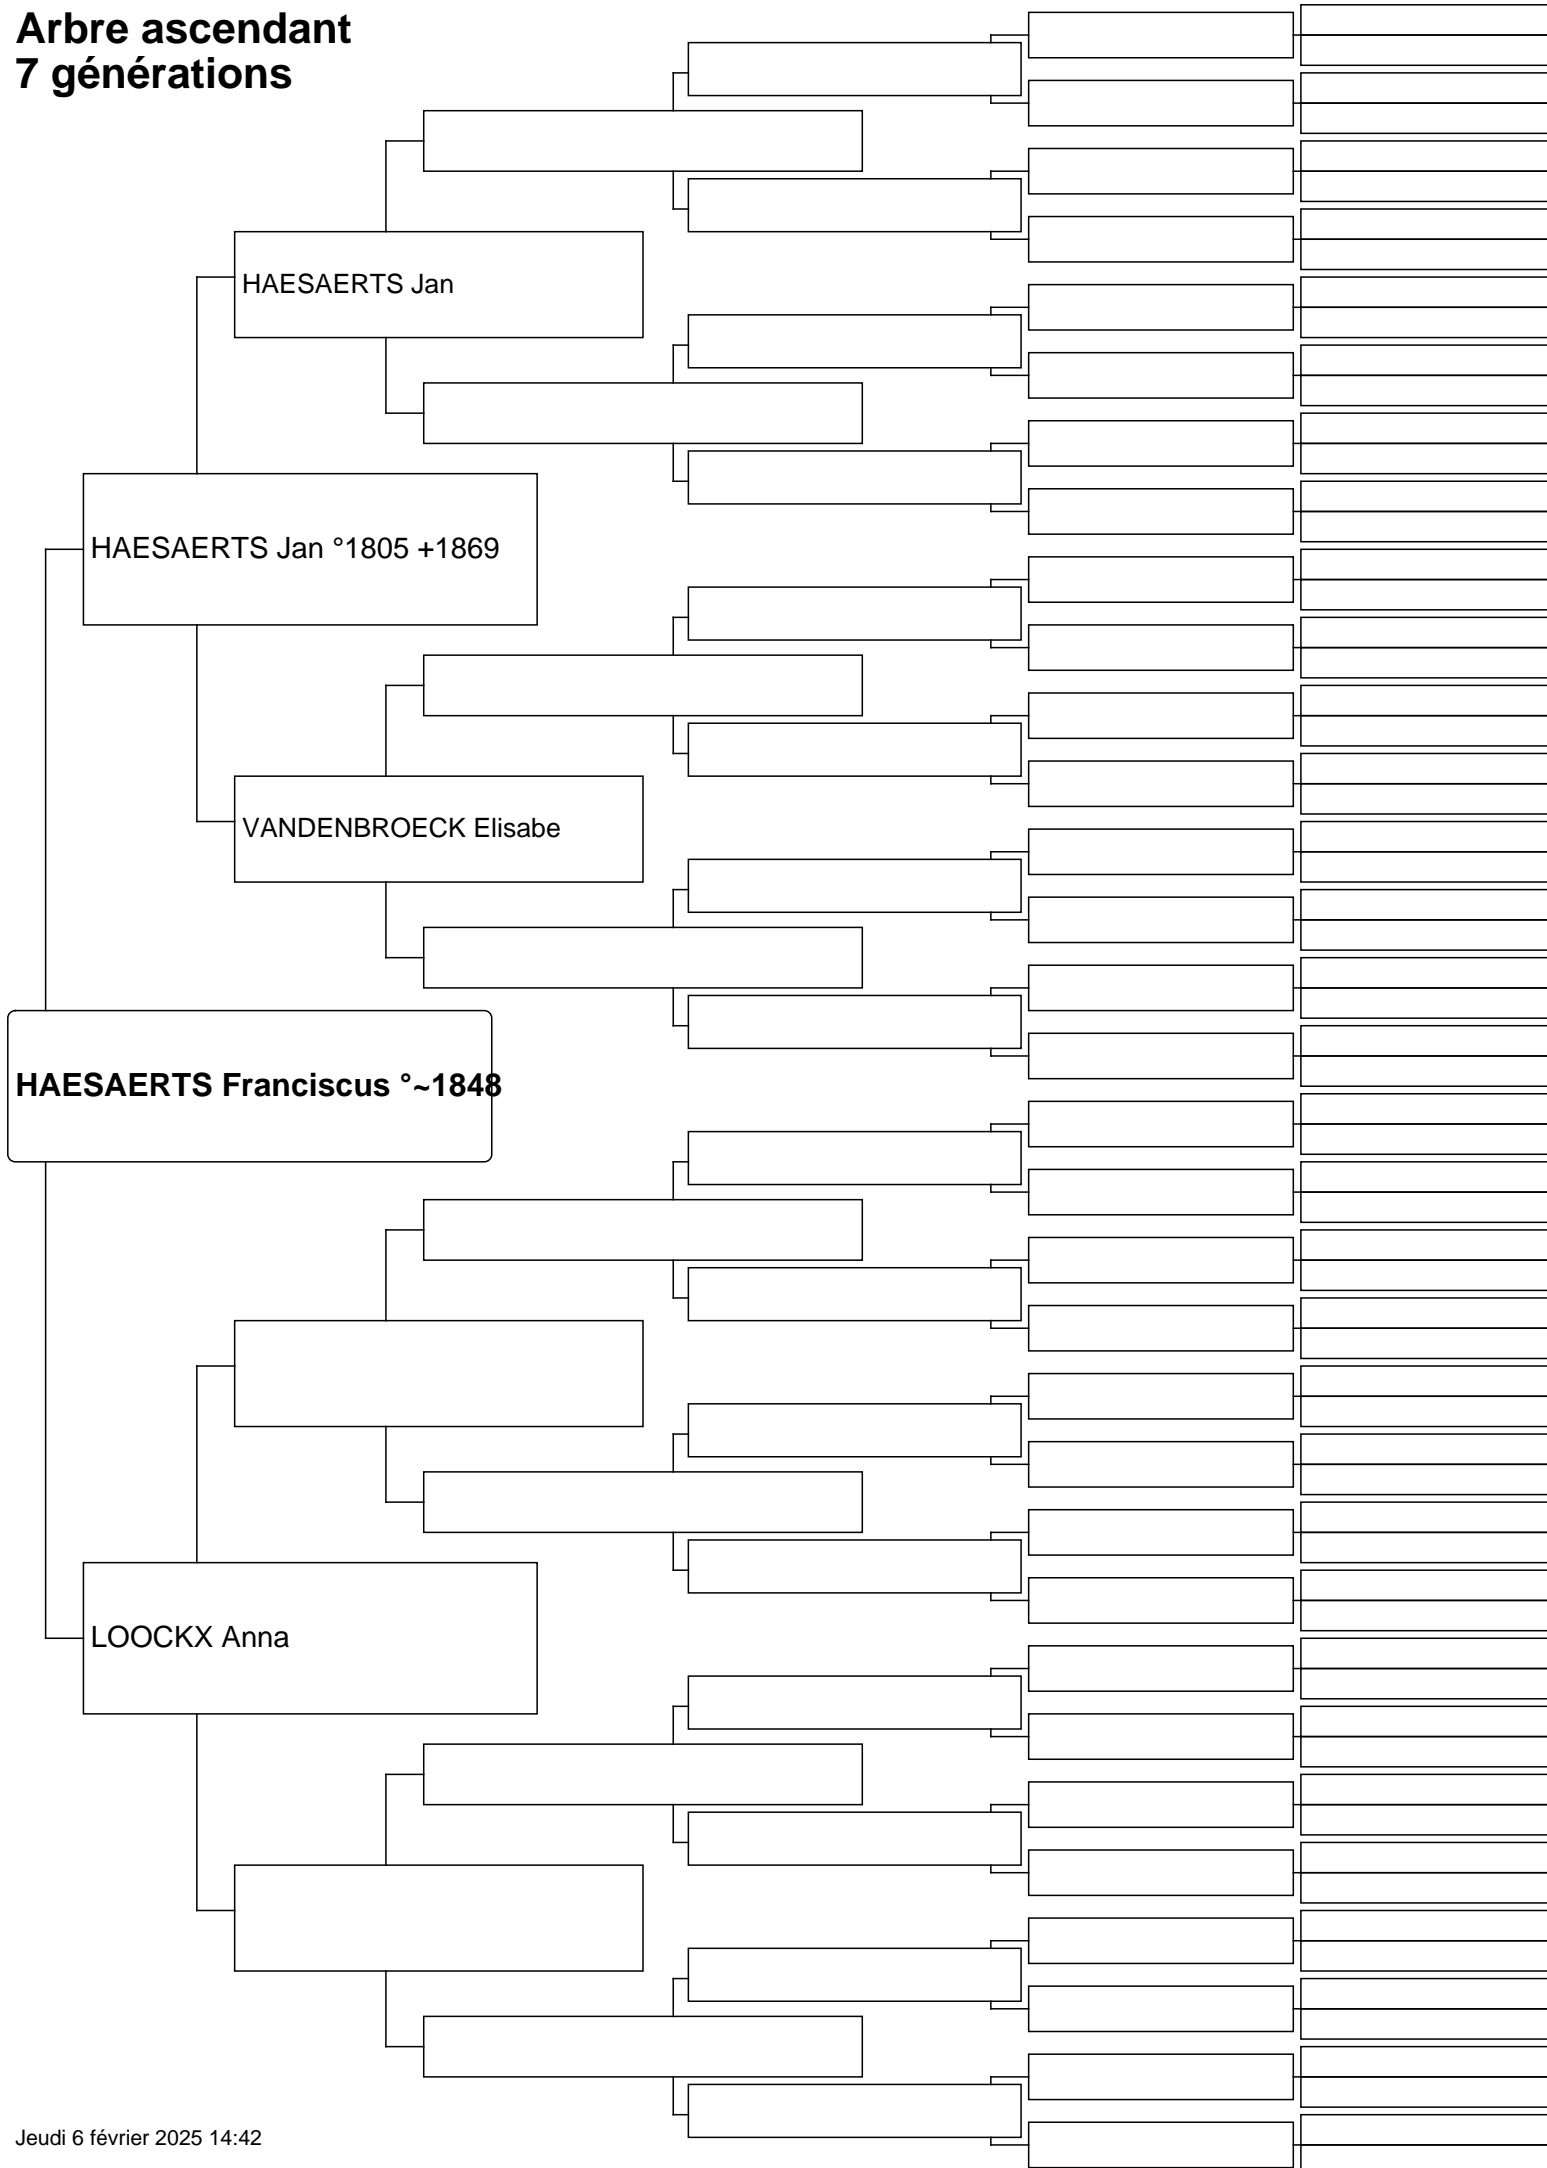 Arbre ascendant
7 générations
HAESAERTS Jan
HAESAERTS Jan °1805 +1869
VANDENBROECK Elisabe
HAESAERTS Franciscus °~1848
LOOCKX Anna
Jeudi 6 février 2025 14:42